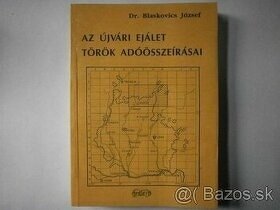 Dr. Blaskovics József
AZ ÚJVÁRI EJÁLET
TÖRÖK ADÓÖSSZEÍRÁSAI
Bazos.sk